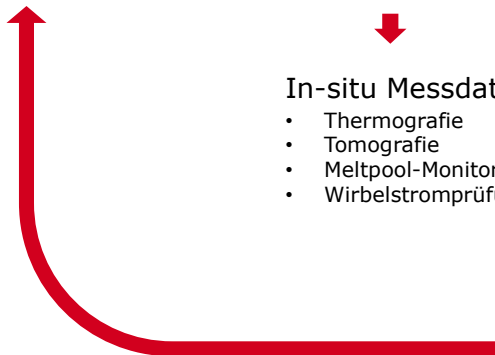 In-situ Messdat
• Thermografie
• Tomografie
• Meltpool-Monitor
• Wirbelstromprüf